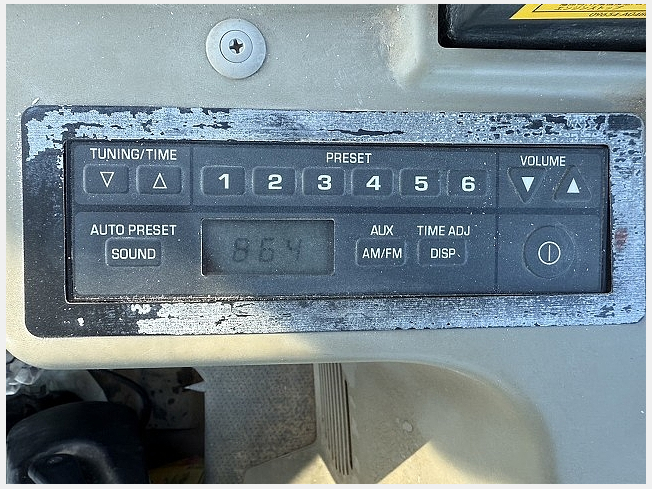 TUNING/TIME
PRESET
VOLUME
1 2 3 4 5 6
AUTO PRESET
SOUND
864
AUX
AM/FM
TIME ADJ
DISP